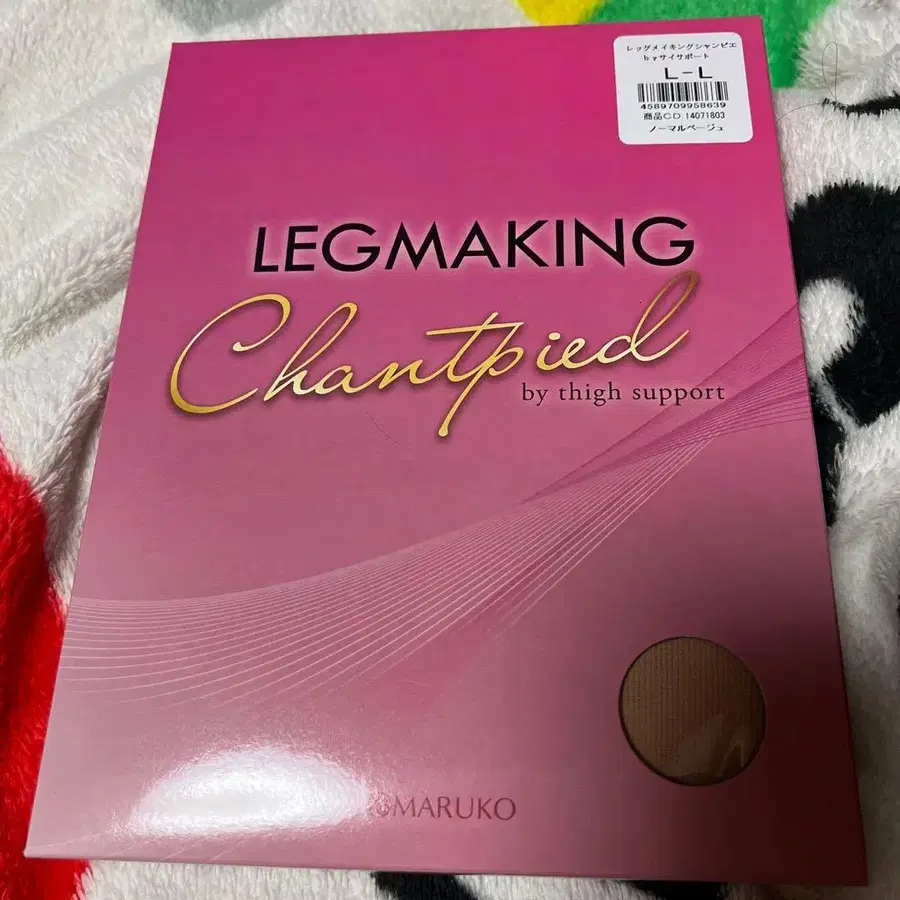 レッグメイキングシャンピエ
byサイサポート
L-L
4589709958639
商品CD 14071803
ノーマルベージュ
LEGMAKING
Chantpied
by thigh support
MARUKO